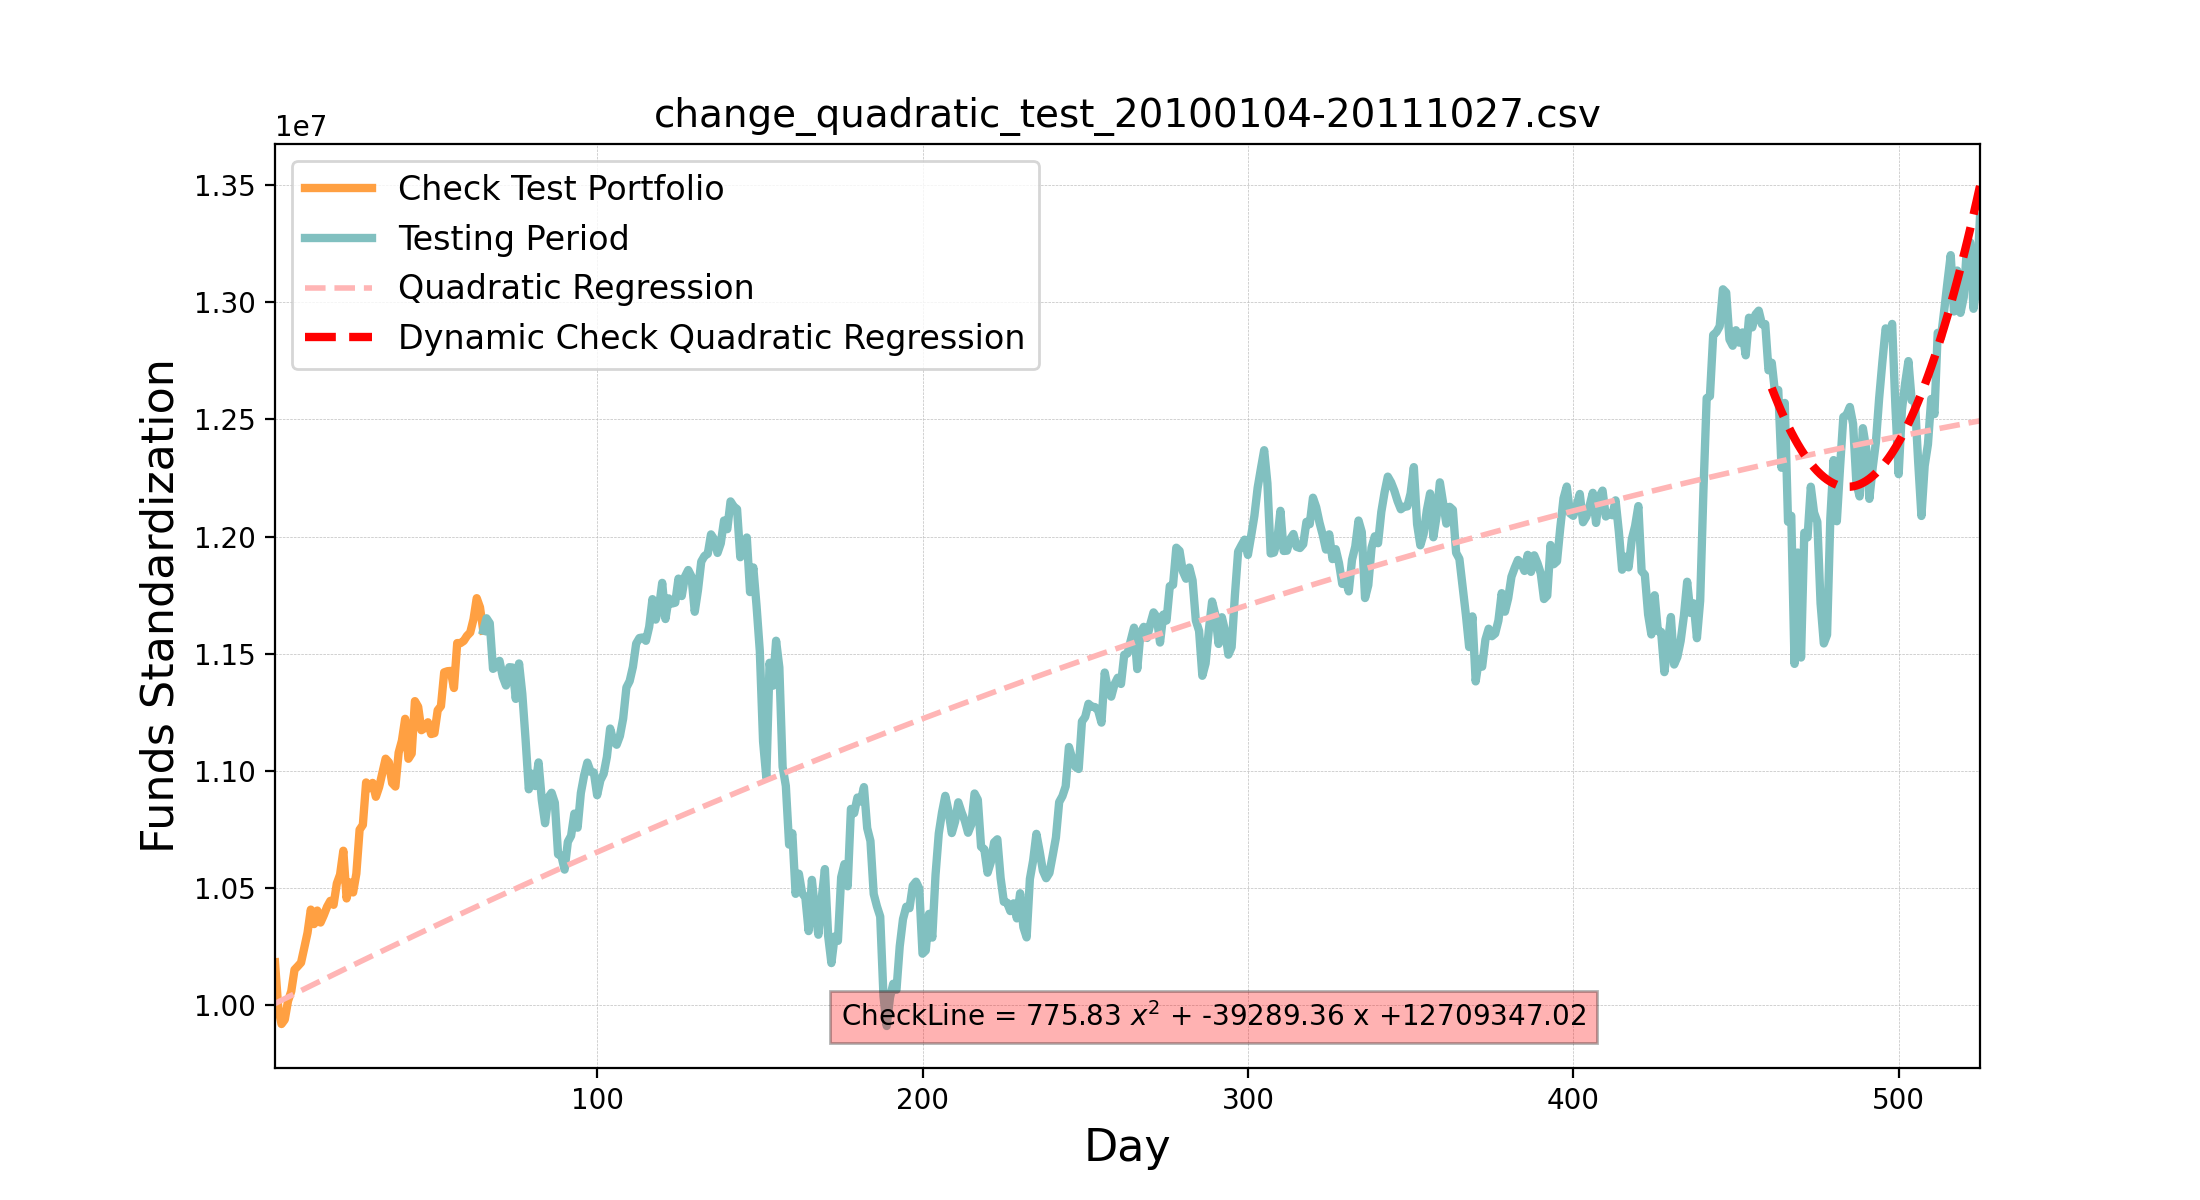 change_quadratic_test_20100104-20111027.csv
1e7
Check Test Portfolio
Testing Period
Quadratic Regression
Dynamic Check Quadratic Regression
1.35
1.30
1.25
1.20
1.15
1.10
1.05
1.00
Funds Standardization
CheckLine = 775.83 x² + -39289.36 x +12709347.02
100 200 300 400 500
Day